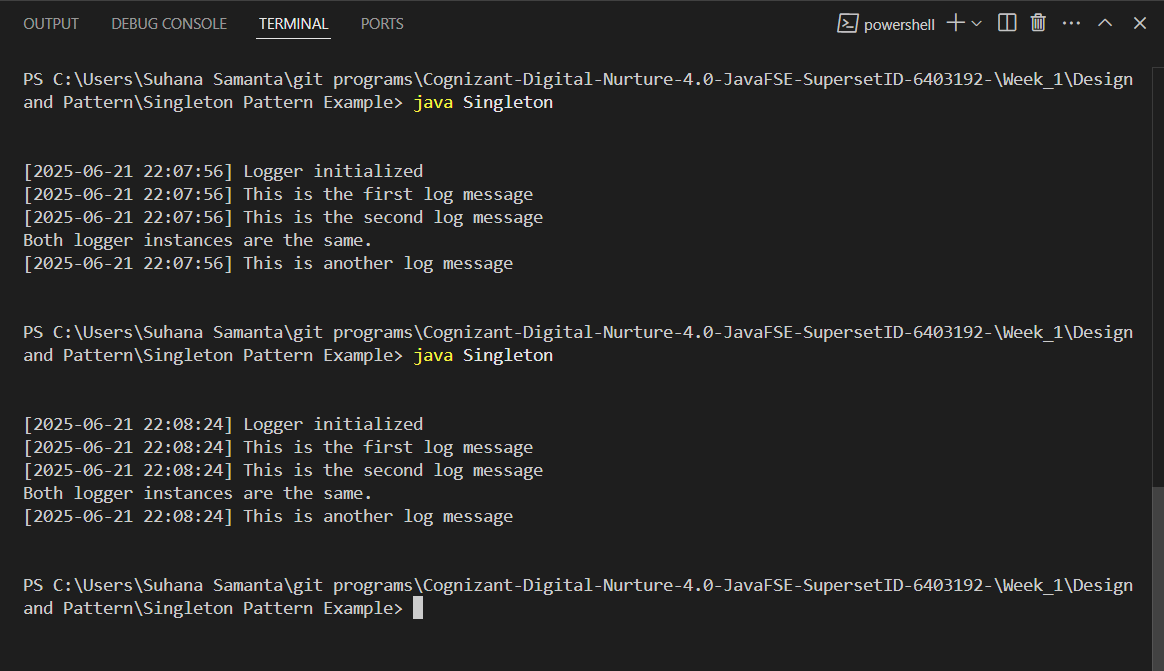 OUTPUT DEBUG CONSOLE TERMINAL PORTS powershell
PS C:\Users\Suhana Samanta\git programs\Cognizant-Digital-Nurture-4.0-JavaFSE-SupersetID-6403192-\Week_1\Design
and Pattern\Singleton Pattern Example> java Singleton
[2025-06-21 22:07:56] Logger initialized
[2025-06-21 22:07:56] This is the first log message
[2025-06-21 22:07:56] This is the second log message
Both logger instances are the same.
[2025-06-21 22:07:56] This is another log message
PS C:\Users\Suhana Samanta\git programs\Cognizant-Digital-Nurture-4.0-JavaFSE-SupersetID-6403192-\Week_1\Design
and Pattern\Singleton Pattern Example> java Singleton
[2025-06-21 22:08:24] Logger initialized
[2025-06-21 22:08:24] This is the first log message
[2025-06-21 22:08:24] This is the second log message
Both logger instances are the same.
[2025-06-21 22:08:24] This is another log message
PS C:\Users\Suhana Samanta\git programs\Cognizant-Digital-Nurture-4.0-JavaFSE-SupersetID-6403192-\Week_1\Design
and Pattern\Singleton Pattern Example>